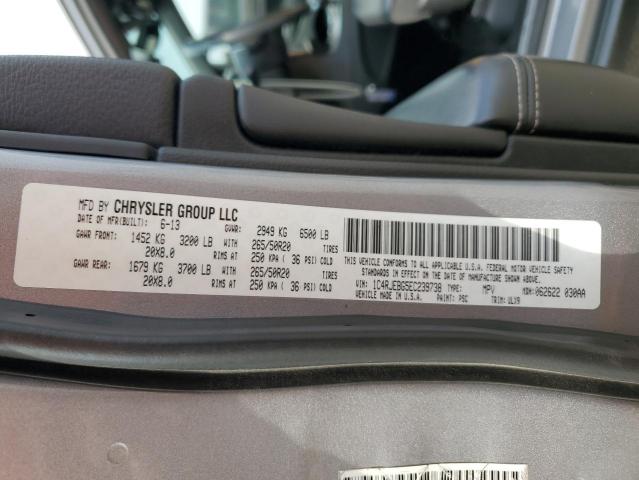 MFD BY CHRYSLER GROUP LLC
DATE OF MFR(BUILT): 6-13 GVWR: 2949 KG 6500 LB
GAWR FRONT: 1452 KG 3200 LB WITH 265/50R20 TIRES
20X8.0 RIMS AT 250 KPA ( 36 PSI) COLD
GAWR REAR: 1679 KG 3700 LB WITH 265/50R20 TIRES
20X8.0 RIMS AT 250 KPA ( 36 PSI) COLD
THIS VEHICLE CONFORMS TO ALL APPLICABLE U.S.A. FEDERAL MOTOR VEHICLE SAFETY
STANDARDS IN EFFECT ON THE DATE OF MANUFACTURE SHOWN ABOVE.
VIN: 1C4RJEBG5EC239738 TYPE: MPV MDH: 062622 030AA
PAINT: PSC TRIM: ULX9